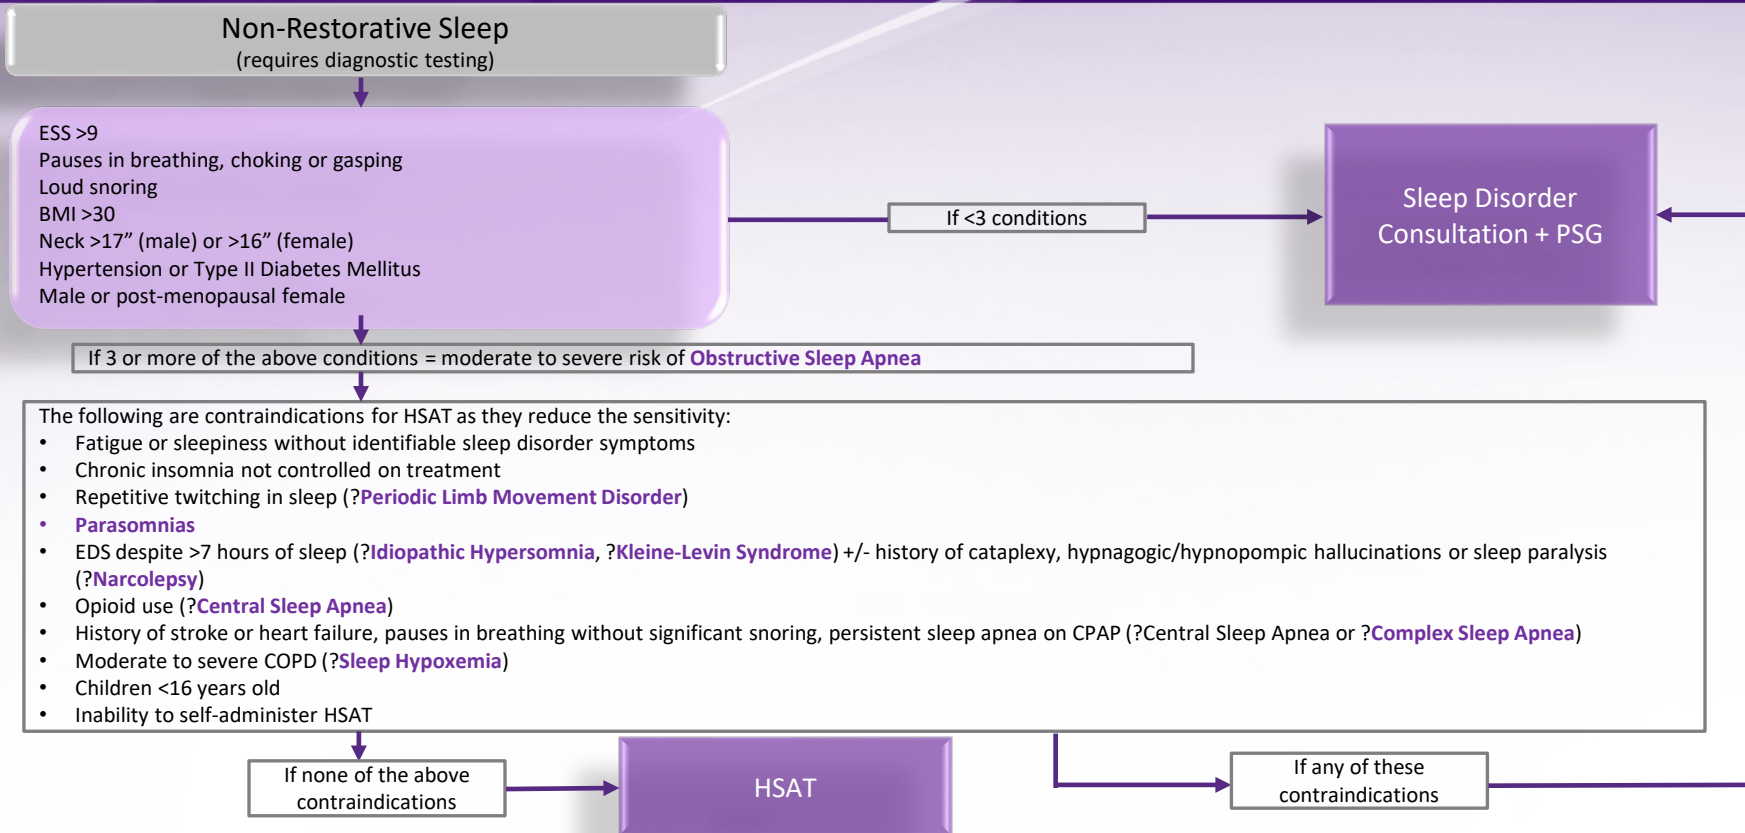 Non-Restorative Sleep
(requires diagnostic testing)
ESS >9
Pauses in breathing, choking or gasping
Loud snoring
BMI >30
Neck >17” (male) or >16” (female)
Hypertension or Type II Diabetes Mellitus
Male or post-menopausal female
If <3 conditions
Sleep Disorder
Consultation + PSG
If 3 or more of the above conditions = moderate to severe risk of Obstructive Sleep Apnea
The following are contraindications for HSAT as they reduce the sensitivity:
• Fatigue or sleepiness without identifiable sleep disorder symptoms
• Chronic insomnia not controlled on treatment
• Repetitive twitching in sleep (?Periodic Limb Movement Disorder)
• Parasomnias
• EDS despite >7 hours of sleep (?Idiopathic Hypersomnia, ?Kleine-Levin Syndrome) +/- history of cataplexy, hypnagogic/hypnopompic hallucinations or sleep paralysis
(?Narcolepsy)
• Opioid use (?Central Sleep Apnea)
• History of stroke or heart failure, pauses in breathing without significant snoring, persistent sleep apnea on CPAP (?Central Sleep Apnea or ?Complex Sleep Apnea)
• Moderate to severe COPD (?Sleep Hypoxemia)
• Children <16 years old
• Inability to self-administer HSAT
If none of the above
contraindications
HSAT
If any of these
contraindications